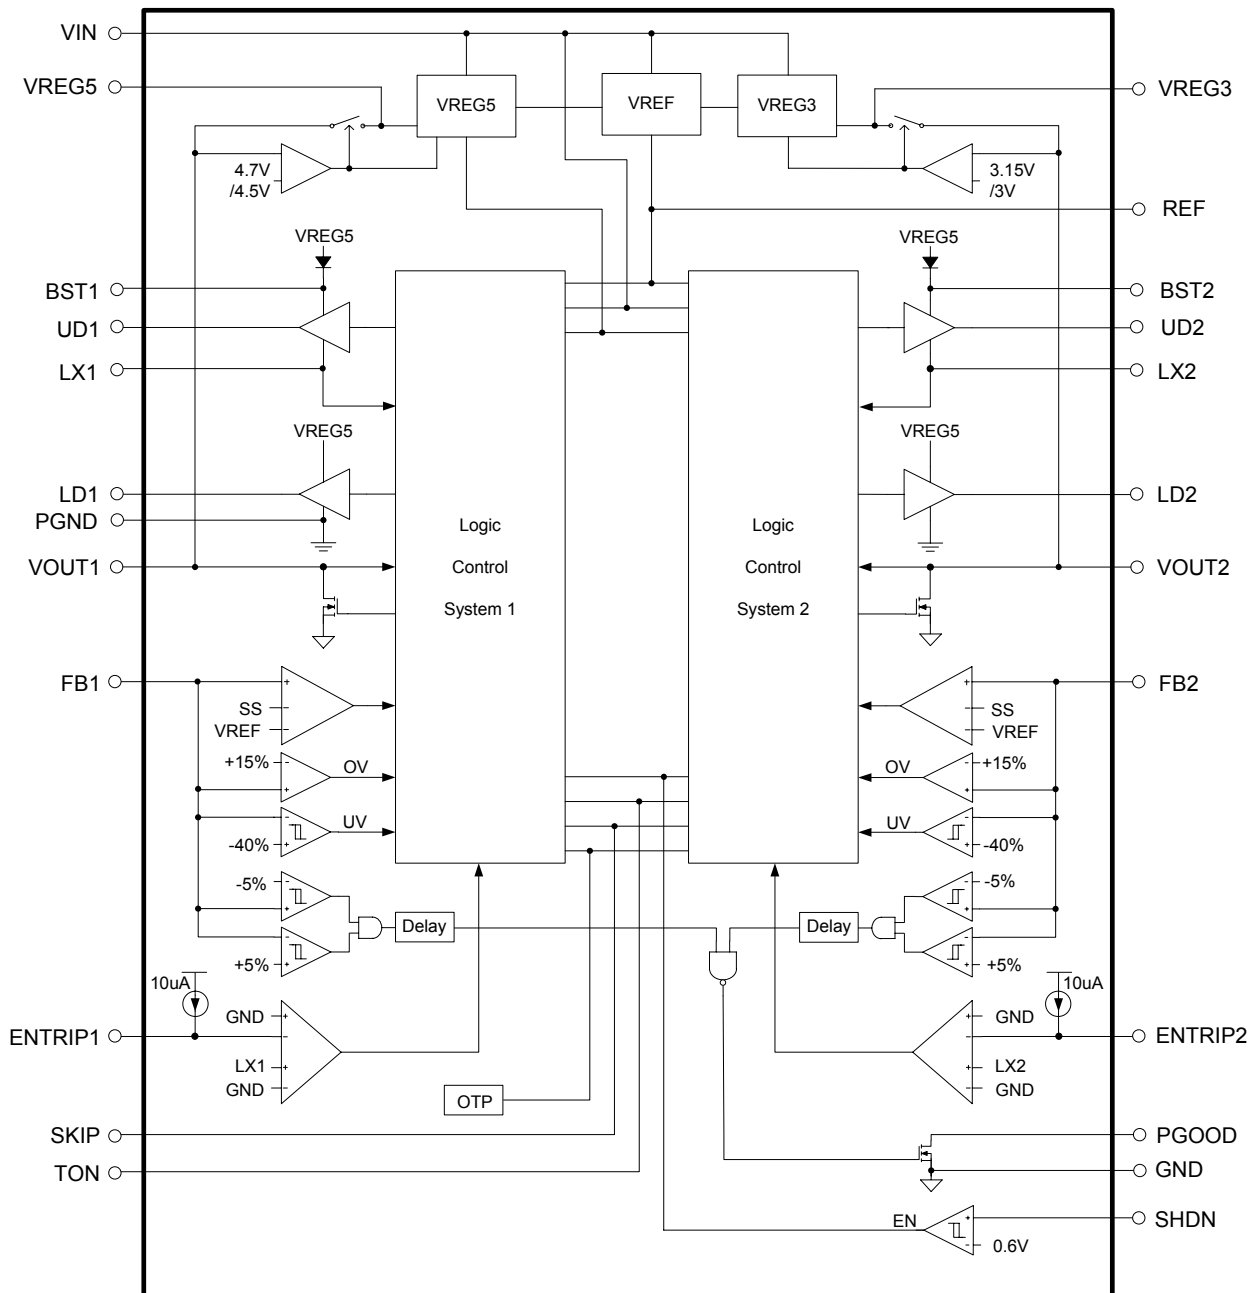 VIN
VREG5
VREG5
VREF
VREG3
VREG3
4.7V
/4.5V
3.15V
/3V
REF
VREG5
VREG5
BST1
BST2
UD1
UD2
LX1
LX2
VREG5
VREG5
LD1
LD2
PGND
Logic
Control
System 1
Logic
Control
System 2
VOUT1
VOUT2
FB1
+
SS
-
VREF
-
+
FB2
-
SS
-
VREF
+15%
-
+
OV
OV
-
+15%
+
-
-40%
+
UV
UV
-
+
-40%
-5%
-
+
-
+5%
+
Delay
Delay
-
-5%
+
-
+
+5%
10uA
10uA
ENTRIP1
GND
+
-
LX1
+
GND
-
+
GND
-
ENTRIP2
+
LX2
-
GND
OTP
SKIP
PGOOD
TON
GND
EN
+
SHDN
-
0.6V